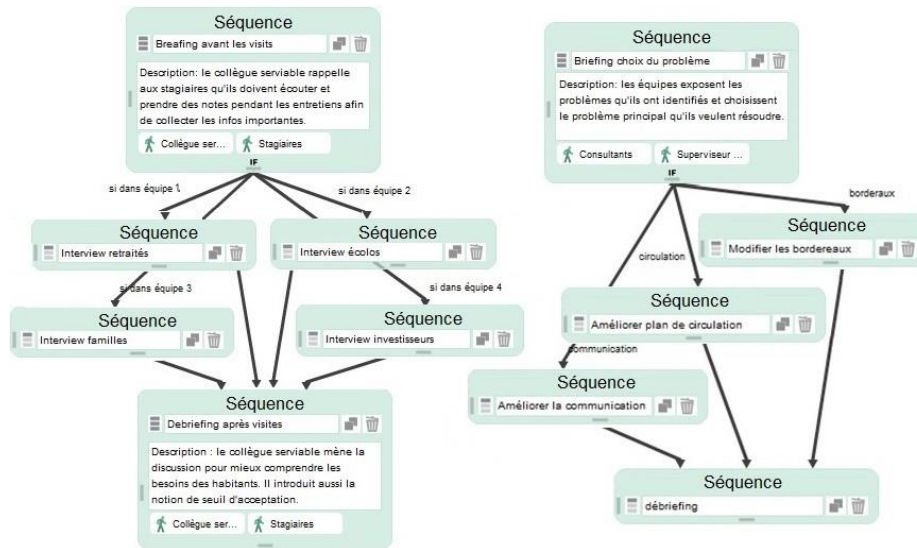 Séquence
Breafing avant les visits
Description: le collègue serviable rappelle
aux stagiaires qu'ils doivent écouter et
prendre des notes pendant les entretiens afin
de collecter les infos importantes.
Collègue ser...
Stagiaires
IF
si dans équipe 1
si dans équipe 2
Séquence
Interview retraités
Séquence
Interview écolos
si dans équipe 3
si dans équipe 4
Séquence
Interview familles
Séquence
Interview investisseurs
Séquence
Debriefing après visites
Description : le collègue serviable mène la
discussion pour mieux comprendre les
besoins des habitants. Il introduit aussi la
notion de seuil d'acceptation.
Collègue ser...
Stagiaires
Séquence
Briefing choix du problème
Description: les équipes exposent les
problèmes qu'ils ont identifiés et choisissent
le problème principal qu'ils veulent résoudre.
Consultants
Superviseur ...
IF
borderaux
Séquence
Modifier les bordereaux
circulation
Séquence
Améliorer plan de circulation
communication
Séquence
Améliorer la communication
Séquence
débriefing